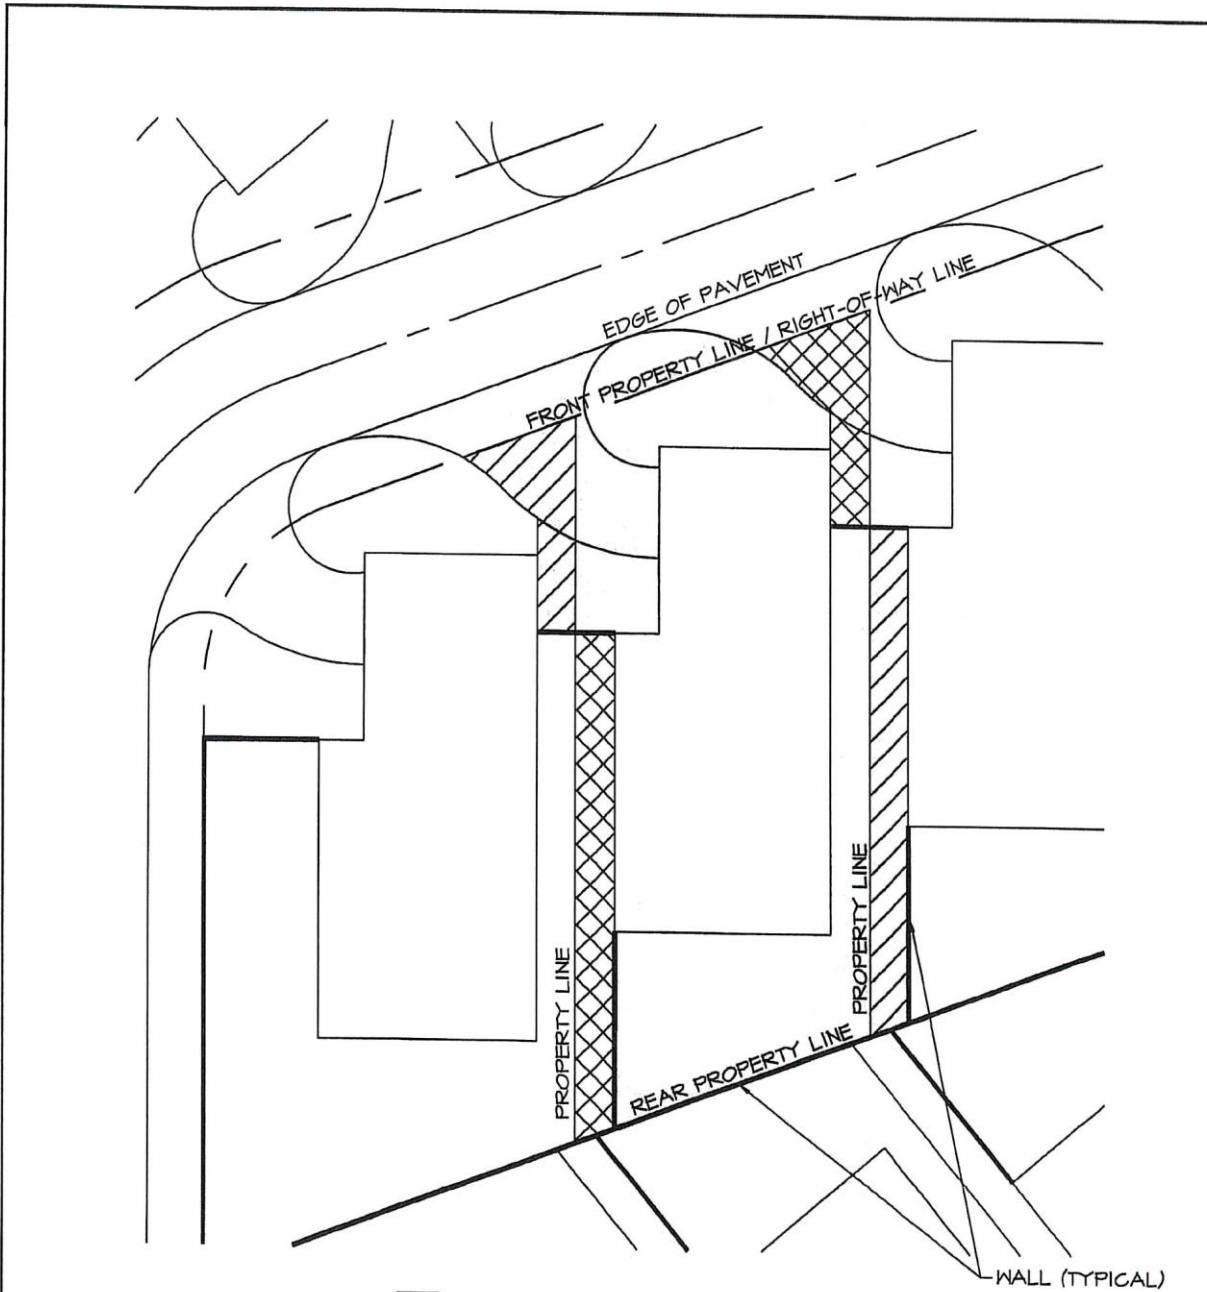 EDGE OF PAVEMENT
FRONT PROPERTY LINE / RIGHT-OF-WAY LINE
PROPERTY LINE
PROPERTY LINE
REAR PROPERTY LINE
WALL (TYPICAL)